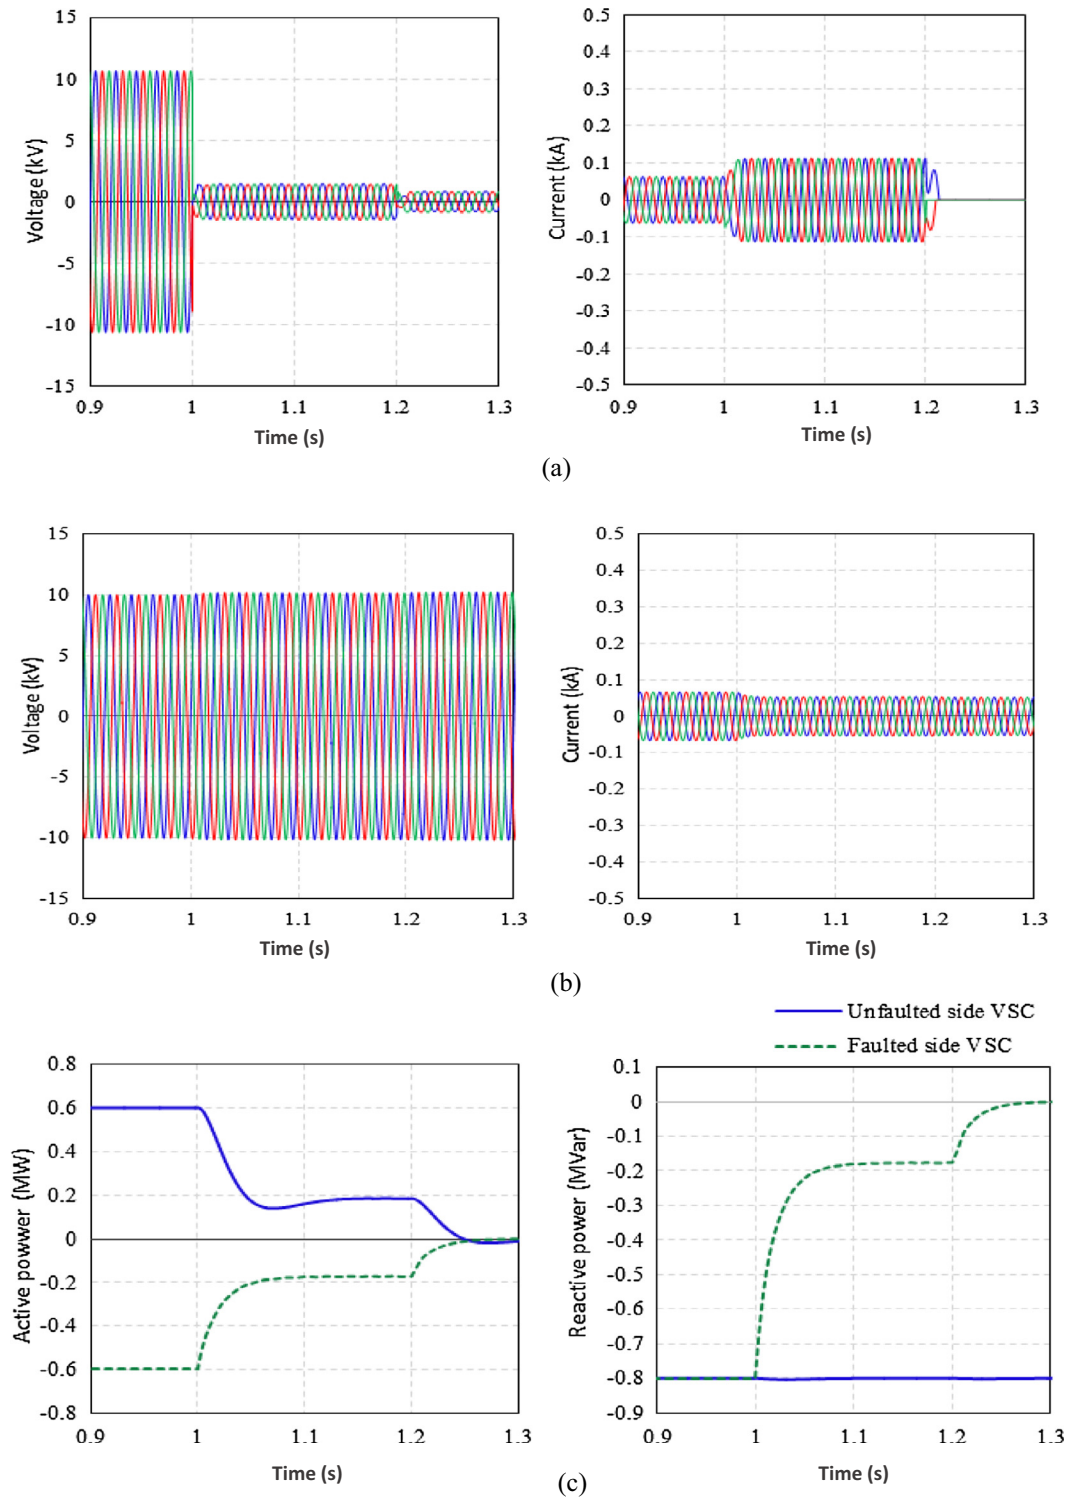 15
10
5
0
-5
-10
-15
Voltage (kV)
0.9 1 1.1 1.2 1.3
Time (s)
0.5
0.4
0.3
0.2
0.1
0
-0.1
-0.2
-0.3
-0.4
-0.5
Current (kA)
0.9 1 1.1 1.2 1.3
Time (s)
(a)
15
10
5
0
-5
-10
-15
Voltage (kV)
0.9 1 1.1 1.2 1.3
Time (s)
0.5
0.4
0.3
0.2
0.1
0
-0.1
-0.2
-0.3
-0.4
-0.5
Current (kA)
0.9 1 1.1 1.2 1.3
Time (s)
(b)
Unfaulted side VSC
Faulted side VSC
0.8
0.6
0.4
0.2
0
-0.2
-0.4
-0.6
-0.8
Active powwer (MW)
0.9 1 1.1 1.2 1.3
Time (s)
0.1
0
-0.1
-0.2
-0.3
-0.4
-0.5
-0.6
-0.7
-0.8
-0.9
Reactive power (MVar)
0.9 1 1.1 1.2 1.3
Time (s)
(c)